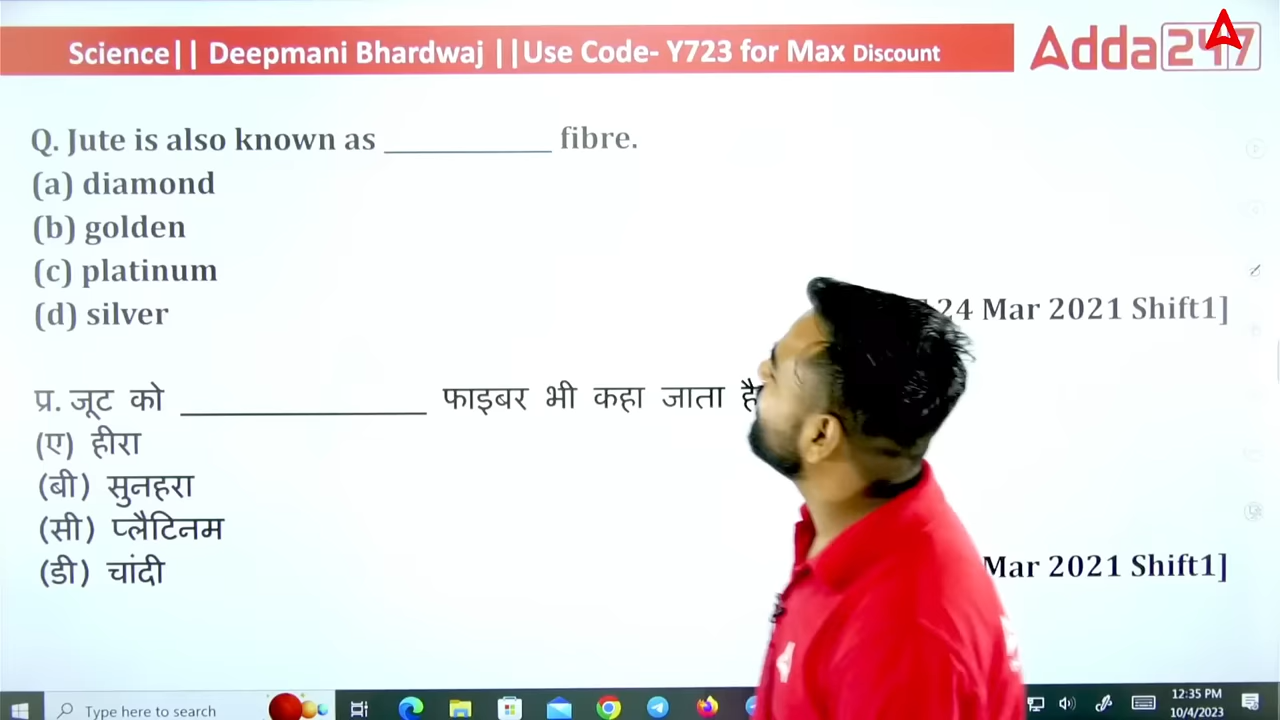 Science|| Deepmani Bhardwaj ||Use Code- Y723 for Max Discount
Adda247
Q. Jute is also known as __________ fibre.
(a) diamond
(b) golden
(c) platinum
(d) silver
24 Mar 2021 Shift1]
प्र. जूट को ______________ फाइबर भी कहा जाता है
(ए) हीरा
(बी) सुनहरा
(सी) प्लैटिनम
(डी) चांदी
Mar 2021 Shift1]
Type here to search
12:35 PM
10/4/2023